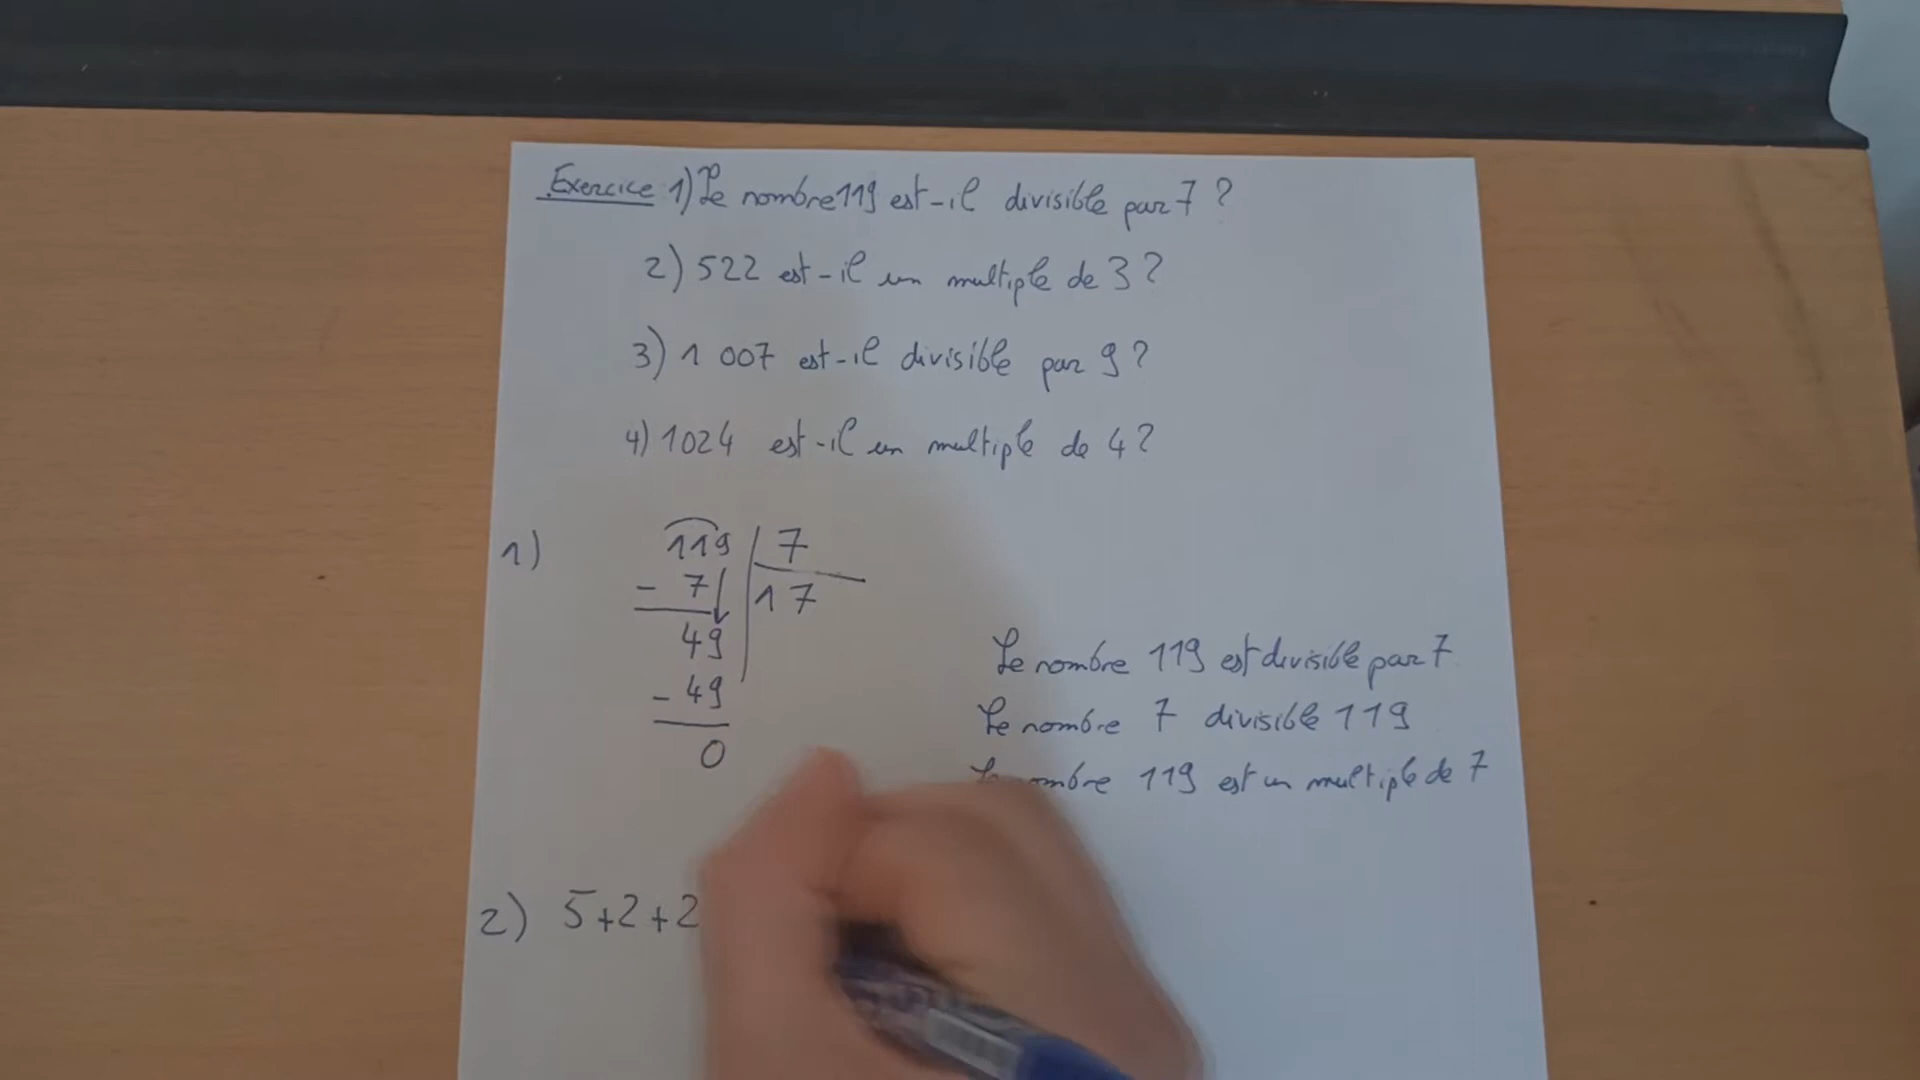 Exercice 1) Le nombre 119 est-il divisible par 7 ?
2) 522 est-il un multiple de 3 ?
3) 1 007 est-il divisible par 9 ?
4) 1024 est-il un multiple de 4 ?
1) 119 | 7
- 7 | 17
49
- 49
0
Le nombre 119 est divisible par 7
Le nombre 7 divisible 119
119 est un multiple de 7
2) 5+2+2